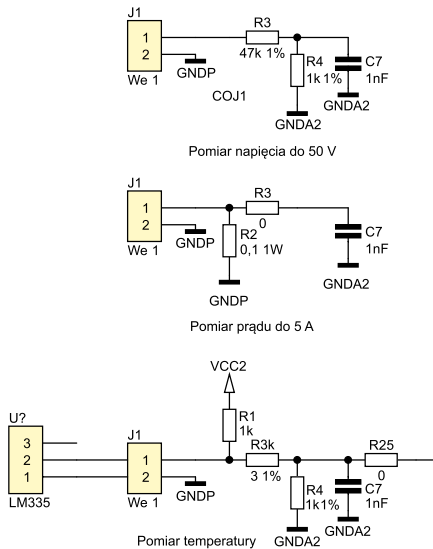 J1
1
2
We 1
GNDP
R3
47k 1%
R4
1k 1%
C7
1nF
GNDA2
GNDA2
COJ1
Pomiar napięcia do 50 V
J1
1
2
We 1
GNDP
R3
0
R2
0,1 1W
GNDP
C7
1nF
GNDA2
Pomiar prądu do 5 A
VCC2
R1
1k
U?
3
2
1
LM335
J1
1
2
We 1
GNDP
R3k
3 1%
R4
1k1%
GNDA2
C7
1nF
GNDA2
R25
0
Pomiar temperatury